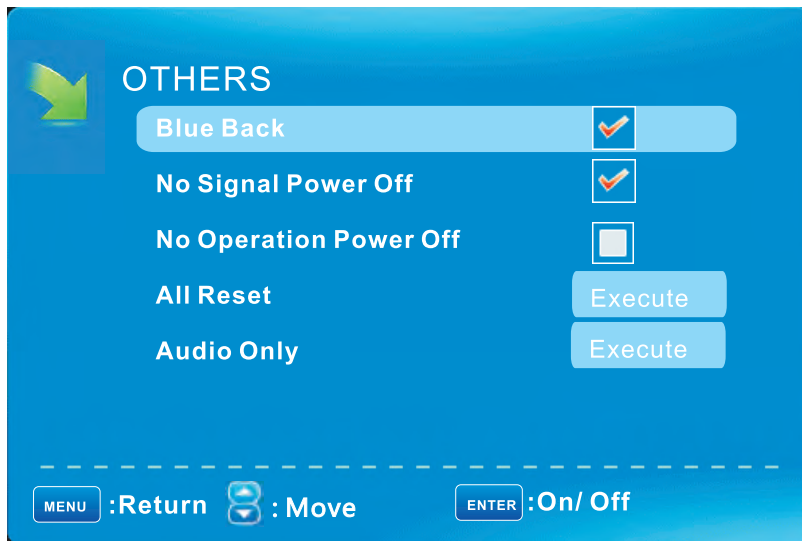 OTHERS
Blue Back
No Signal Power Off
No Operation Power Off
All Reset Execute
Audio Only Execute
MENU :Return : Move ENTER :On/ Off